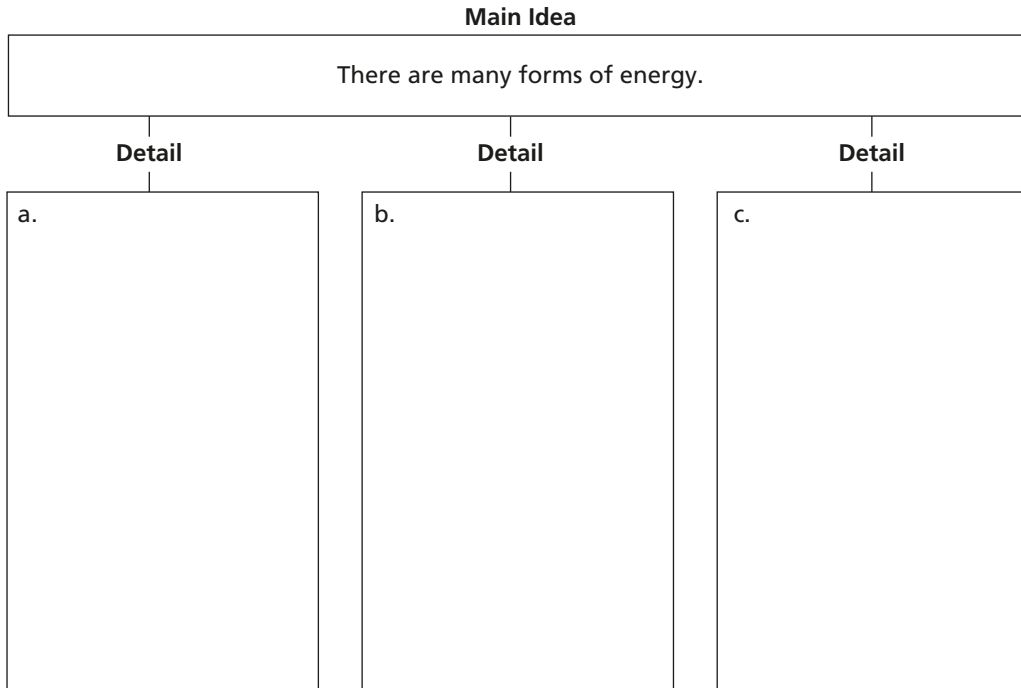 Main Idea
There are many forms of energy.
Detail
Detail
Detail
a.
b.
c.